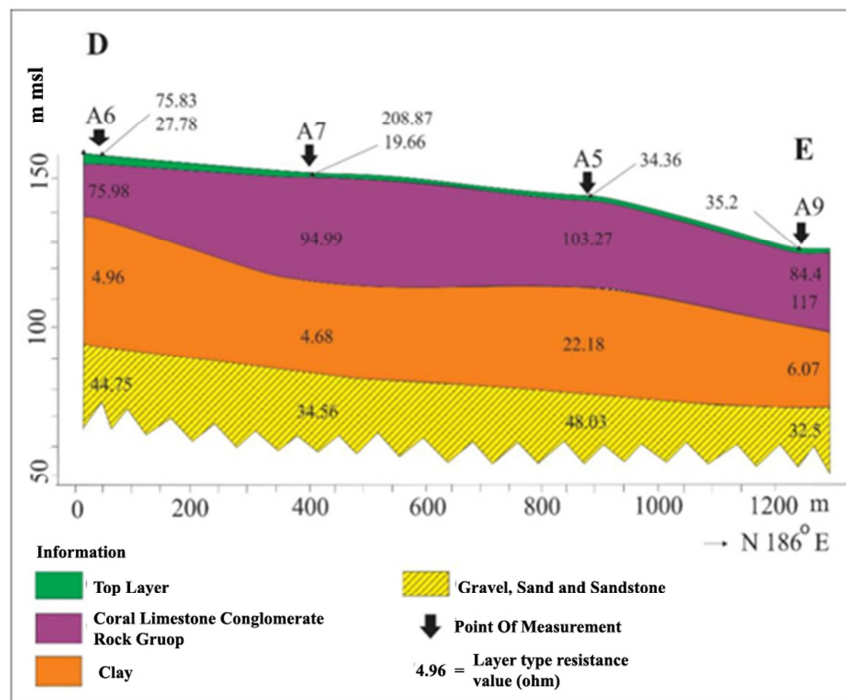 D
m msl
A6
75.83
27.78
A7
208.87
19.66
A5
34.36
E
35.2
A9
150
100
50
75.98
94.99
103.27
84.4
117
4.96
4.68
22.18
6.07
44.75
34.56
48.03
32.5
0 200 400 600 800 1000 1200 m
→ N 186° E
Information
Top Layer
Coral Limestone Conglomerate
Rock Gruop
Clay
Gravel, Sand and Sandstone
Point Of Measurement
4.96 = Layer type resistance
value (ohm)